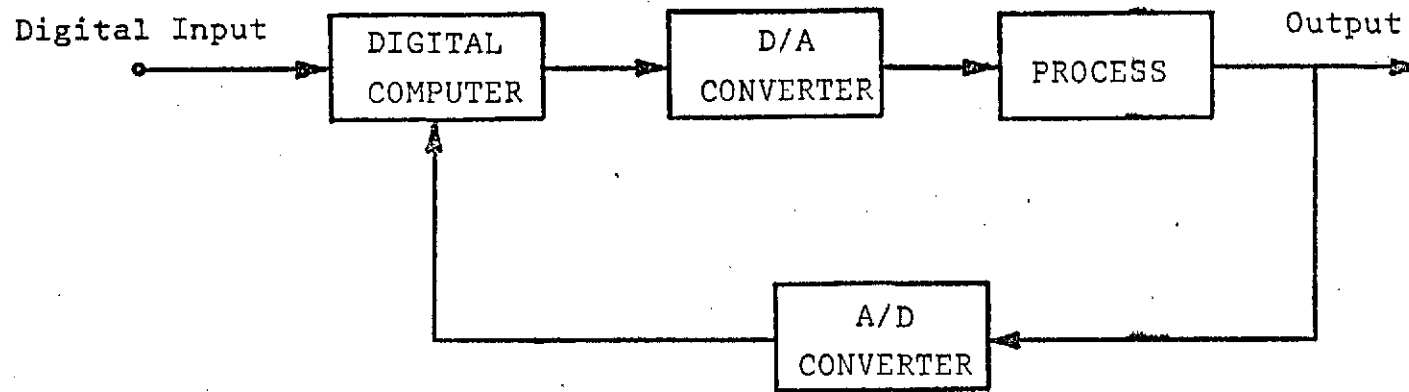 Digital Input
DIGITAL
COMPUTER
D/A
CONVERTER
PROCESS
Output
A/D
CONVERTER